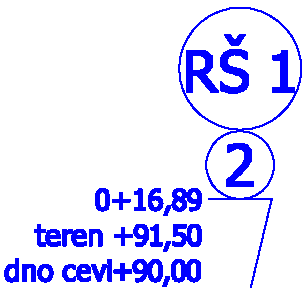 RŠ 1
2
0+16,89
teren +91,50
dno cevi+90,00